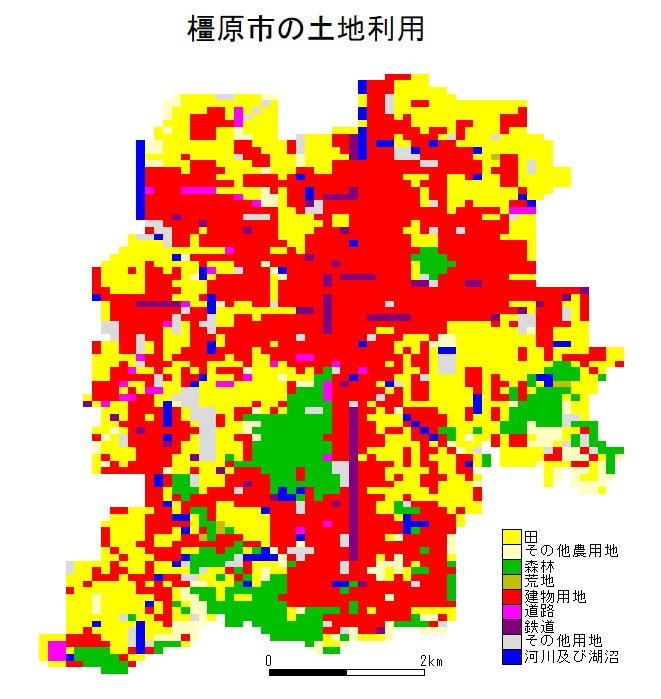 橿原市の土地利用
田
その他農用地
森林
荒地
建物用地
道路
鉄道
その他用地
河川及び湖沼
0 2km